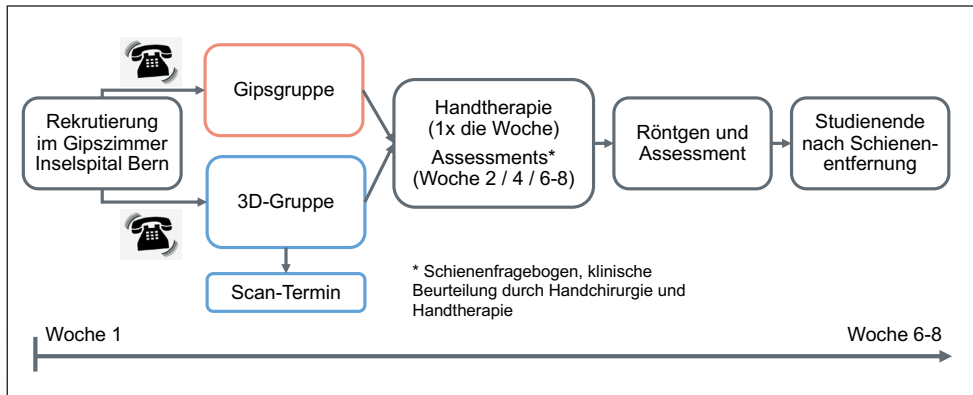 Rekrutierung
im Gipszimmer
Inselspital Bern
Gipsgruppe
3D-Gruppe
Scan-Termin
Handtherapie
(1x die Woche)
Assessments*
(Woche 2 / 4 / 6-8)
Röntgen und
Assessment
Studienende
nach Schienen-
entfernung
* Schienenfragebogen, klinische
Beurteilung durch Handchirurgie und
Handtherapie
Woche 1
Woche 6-8